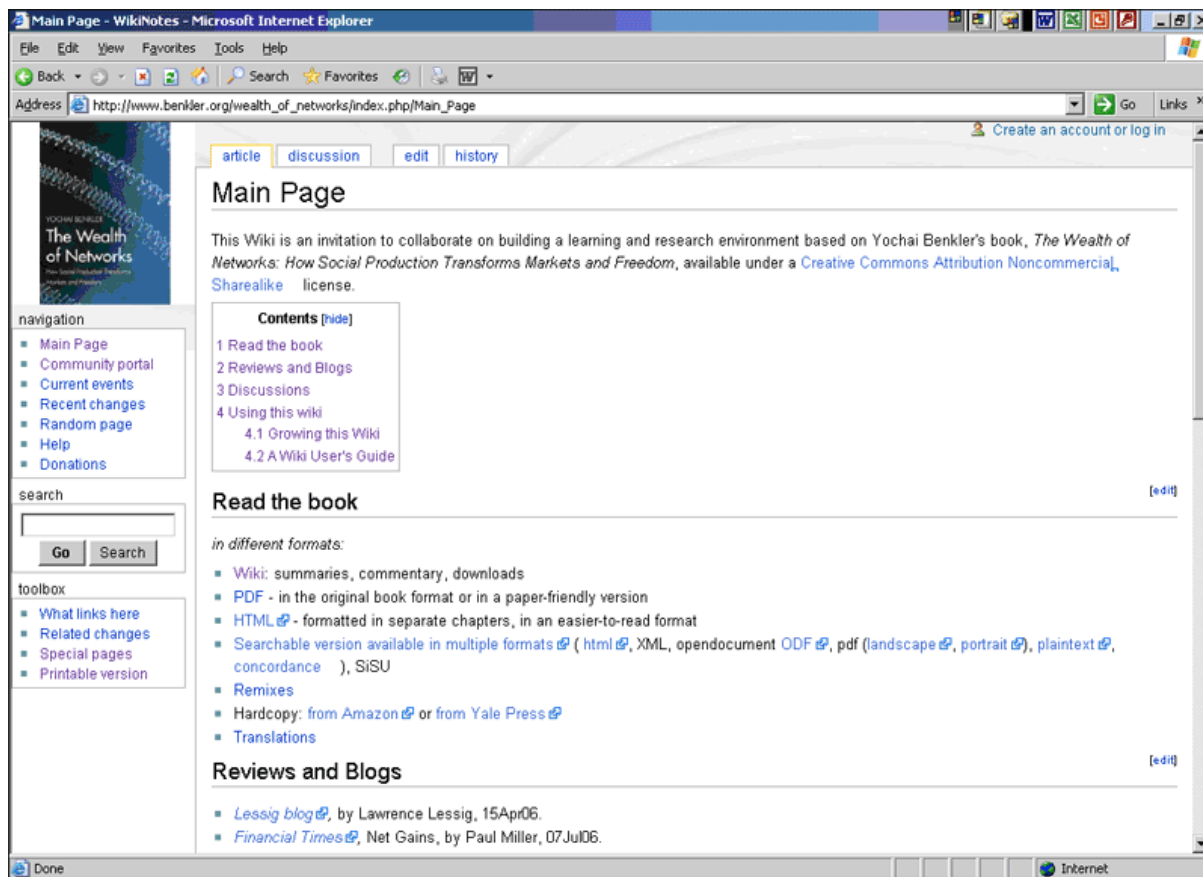 Main Page - WikiNotes - Microsoft Internet Explorer
File Edit View Favorites Tools Help
Back Search Favorites
Address http://www.benkler.org/wealth_of_networks/index.php/Main_Page Go Links
Create an account or log in
article discussion edit history
YOCHAI BENKLER
The Wealth
of Networks
How Social Production Transforms
Markets and Freedom
navigation
Main Page
Community portal
Current events
Recent changes
Random page
Help
Donations
search
Go Search
toolbox
What links here
Related changes
Special pages
Printable version
Main Page
This Wiki is an invitation to collaborate on building a learning and research environment based on Yochai Benkler's book, The Wealth of
Networks: How Social Production Transforms Markets and Freedom, available under a Creative Commons Attribution Noncommercial
Sharealike license.
Contents [hide]
1 Read the book
2 Reviews and Blogs
3 Discussions
4 Using this wiki
4.1 Growing this Wiki
4.2 A Wiki User's Guide
Read the book [edit]
in different formats:
Wiki: summaries, commentary, downloads
PDF - in the original book format or in a paper-friendly version
HTML - formatted in separate chapters, in an easier-to-read format
Searchable version available in multiple formats ( html, XML, opendocument ODF, pdf (landscape, portrait), plaintext,
concordance ), SiSU
Remixes
Hardcopy: from Amazon or from Yale Press
Translations
Reviews and Blogs [edit]
Lessig blog, by Lawrence Lessig, 15Apr06.
Financial Times, Net Gains, by Paul Miller, 07Jul06.
Done Internet